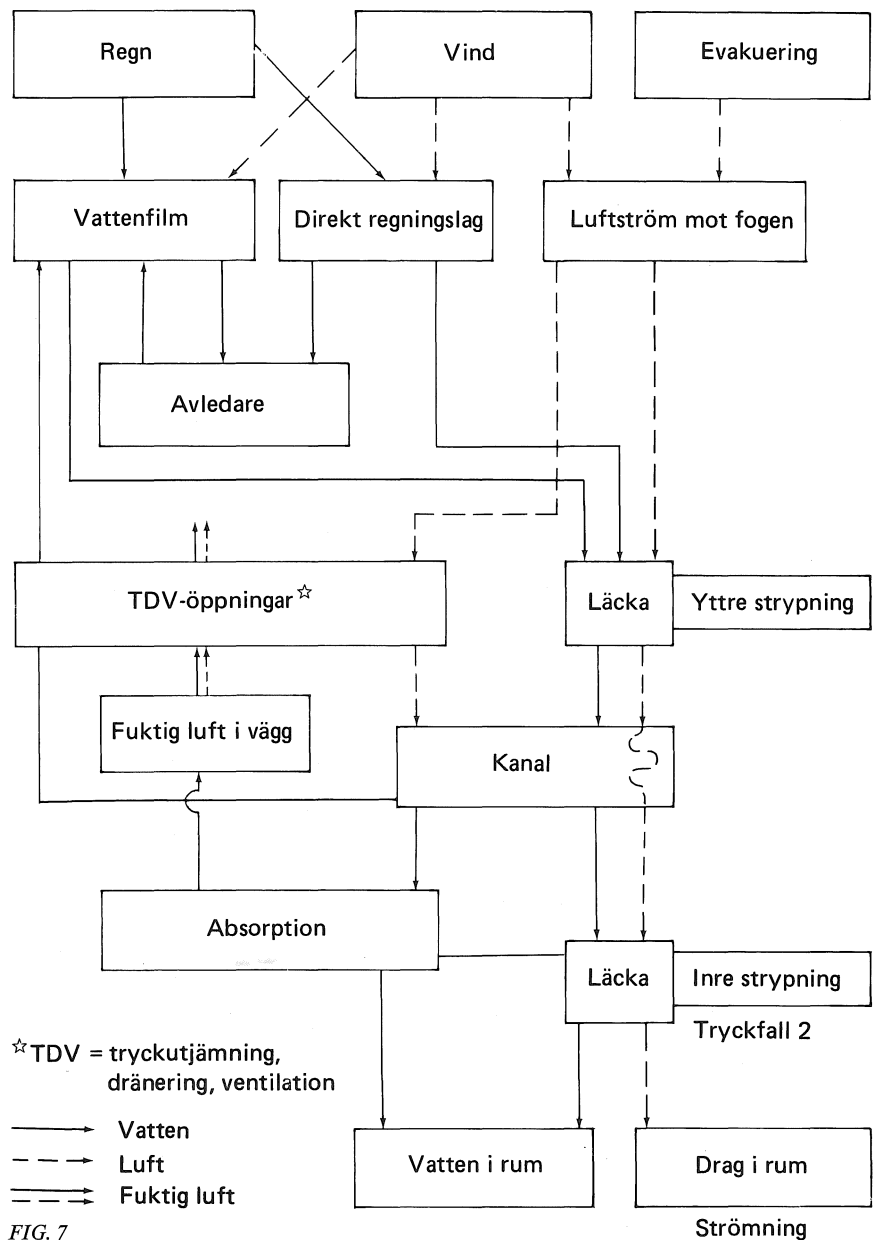 Regn
Vind
Evakuering
Vattenfilm
Direkt regningslag
Luftström mot fogen
Avledare
TDV-öppningar☆
Läcka
Yttre strypning
Fuktig luft i vägg
Kanal
Absorption
Läcka
Inre strypning
Tryckfall 2
☆TDV = tryckutjämning,
dränering, ventilation
Vatten
Luft
Fuktig luft
Vatten i rum
Drag i rum
Strömning
FIG. 7